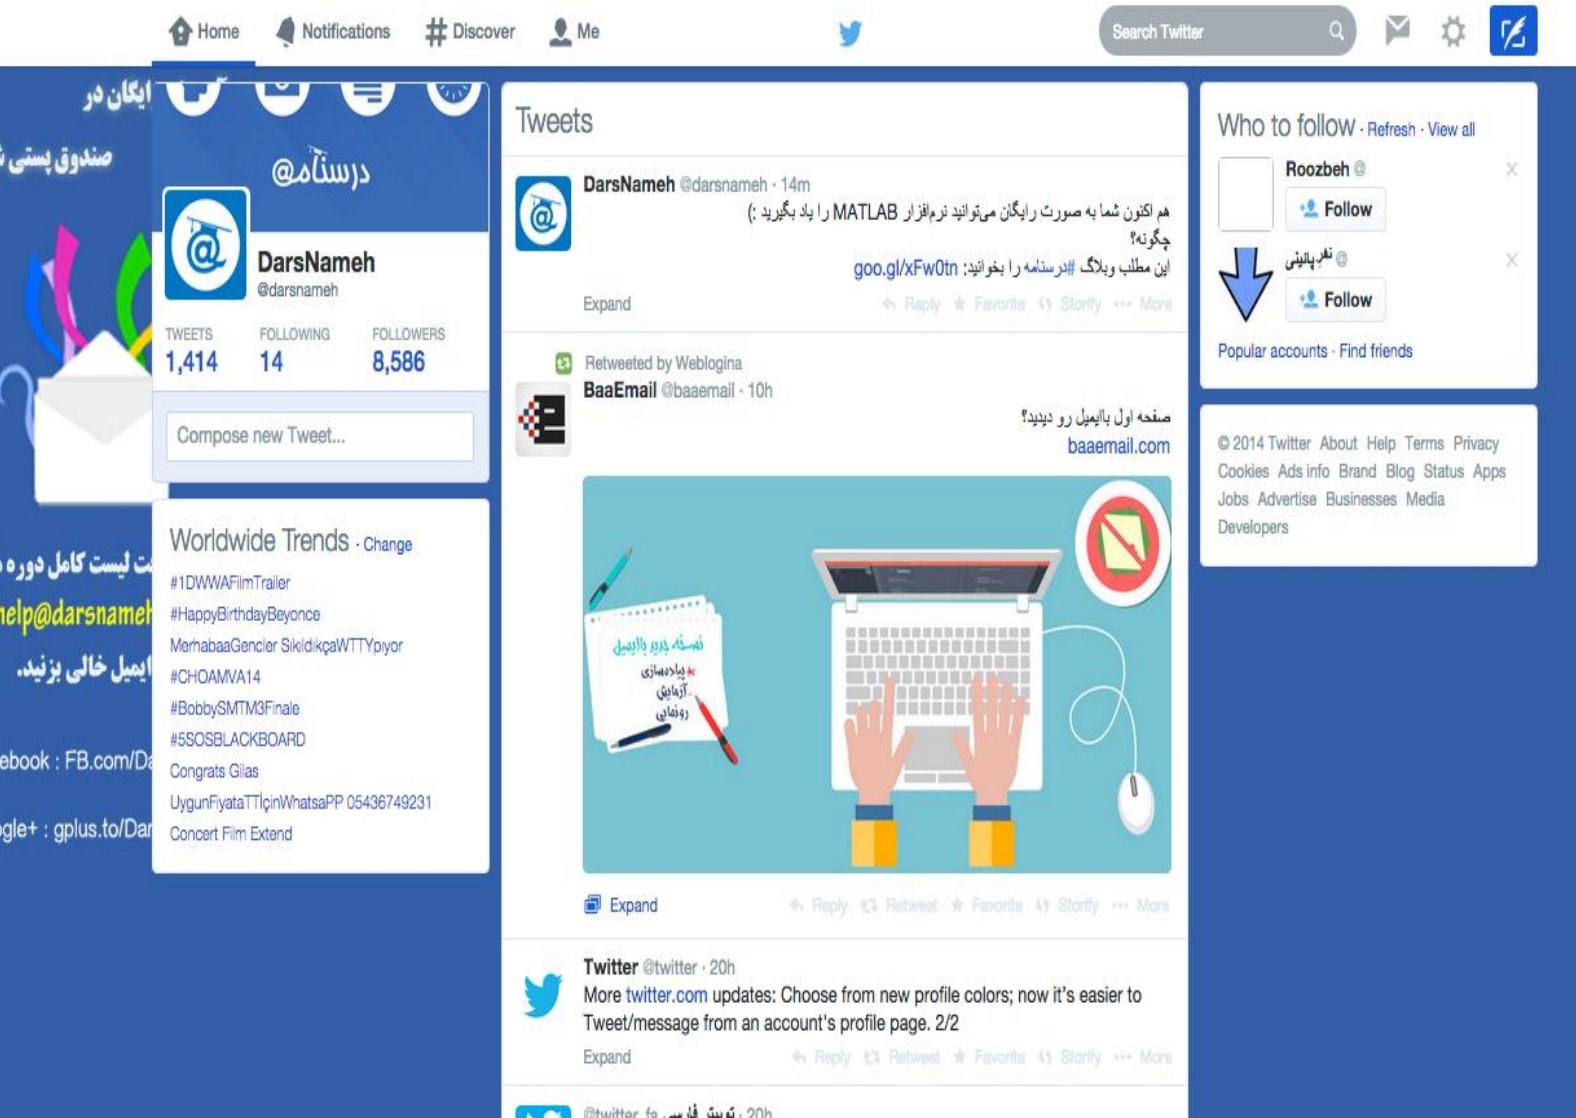 Home Notifications Discover Me Search Twitter
رایگان در
صندوق پستی
لیست کامل دوره
help@darsnameh
ایمیل خالی بزنید.
ebook : FB.com/Da
gle+ : gplus.to/Dar
درسنامه@
DarsNameh
@darsnameh
TWEETS FOLLOWING FOLLOWERS
1,414 14 8,586
Compose new Tweet...
Worldwide Trends · Change
#1DWWAFilmTrailer
#HappyBirthdayBeyonce
MerhabaaGencler SikildikçaWTTYpıyor
#CHOAMVA14
#BobbySMTM3Finale
#5SOSBLACKBOARD
Congrats Gilas
UygunFiyataTTİçinWhatsaPP 05436749231
Concert Film Extend
Tweets
DarsNameh @darsnameh · 14m
هم اکنون شما به صورت رایگان می‌توانید نرم‌افزار MATLAB را یاد بگیرید :)
چگونه؟
این مطلب وبلاگ #درسنامه را بخوانید: goo.gl/xFw0tn
Expand Reply Favorite Storify More
Retweeted by Weblogina
BaaEmail @baaemail · 10h
صفحه اول باایمیل رو دیدید؟
baaemail.com
نسخه جدید باایمیل
پیاده‌سازی
آزمایش
رونمایی
Expand Reply Retweet Favorite Storify More
Twitter @twitter · 20h
More twitter.com updates: Choose from new profile colors; now it's easier to
Tweet/message from an account's profile page. 2/2
Expand Reply Retweet Favorite Storify More
@twitter_fa توییتر فارسی · 20h
Who to follow · Refresh · View all
Roozbeh @
Follow
نفر پائینی @
Follow
Popular accounts · Find friends
© 2014 Twitter About Help Terms Privacy
Cookies Ads info Brand Blog Status Apps
Jobs Advertise Businesses Media
Developers